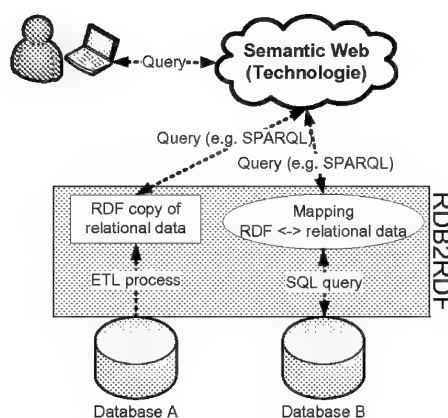 Semantic Web
(Technologie)
Query
Query (e.g. SPARQL)
Query (e.g. SPARQL)
RDF copy of
relational data
Mapping
RDF <-> relational data
RDB2RDF
ETL process
SQL query
Database A
Database B